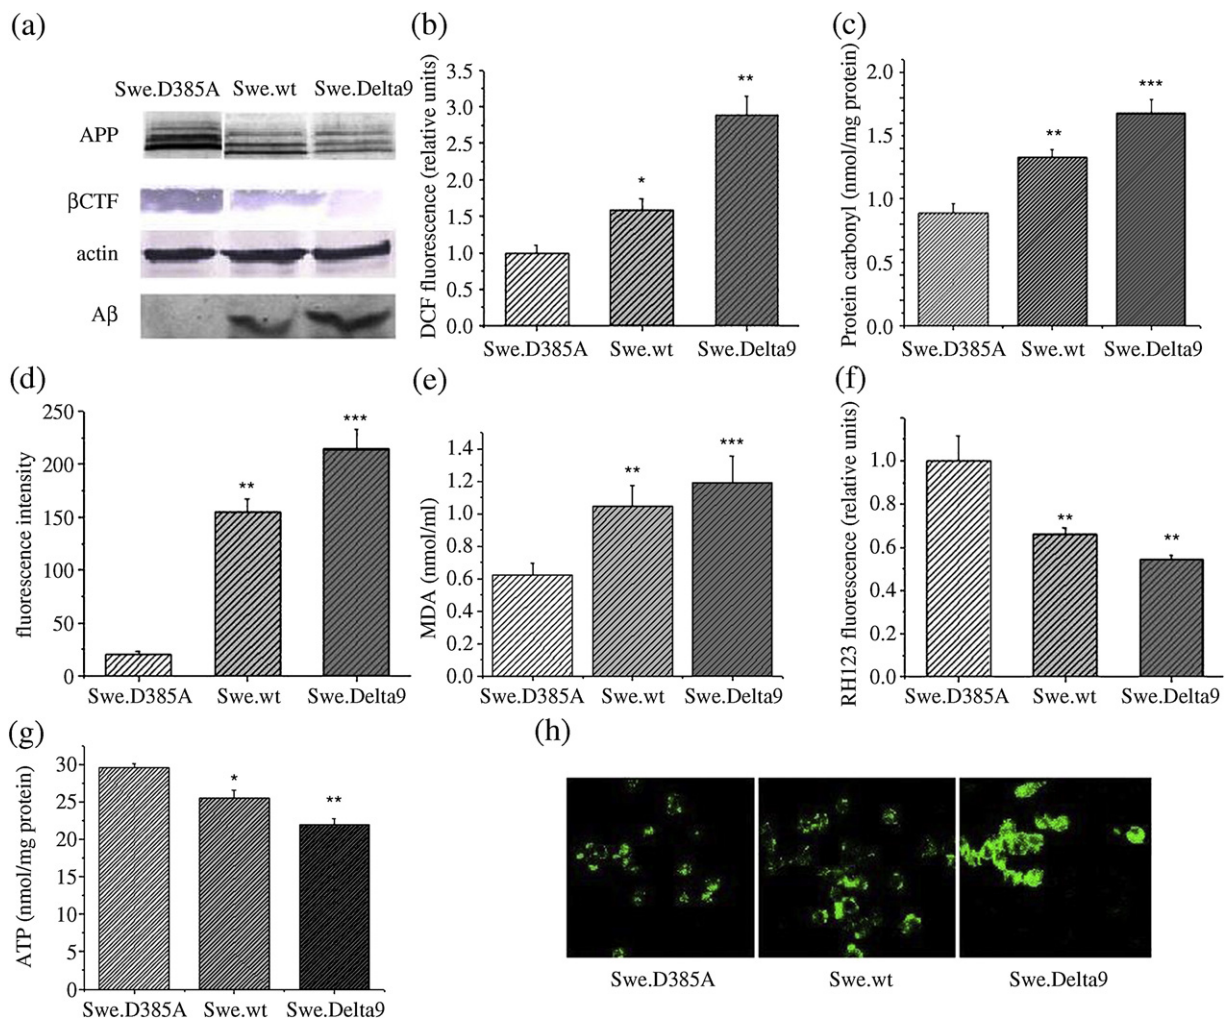 (a)
Swe.D385A Swe.wt Swe.Delta9
APP
βCTF
actin
Aβ
(b)
DCF fluorescence (relative units)
3.5
3.0
2.5
2.0
1.5
1.0
0.5
0.0
*
**
Swe.D385A Swe.wt Swe.Delta9
(c)
Protein carbonyl (nmol/mg protein)
2.0
1.5
1.0
0.5
0.0
**
***
Swe.D385A Swe.wt Swe.Delta9
(d)
fluorescence intensity
250
200
150
100
50
0
**
***
Swe.D385A Swe.wt Swe.Delta9
(e)
MDA (nmol/ml)
1.4
1.2
1.0
0.8
0.6
0.4
0.2
0.0
**
***
Swe.D385A Swe.wt Swe.Delta9
(f)
RH123 fluorescence (relative units)
1.0
0.8
0.6
0.4
0.2
0.0
**
**
Swe.D385A Swe.wt Swe.Delta9
(g)
ATP (nmol/mg protein)
30
25
20
15
10
5
0
*
**
Swe.D385A Swe.wt Swe.Delta9
(h)
Swe.D385A Swe.wt Swe.Delta9